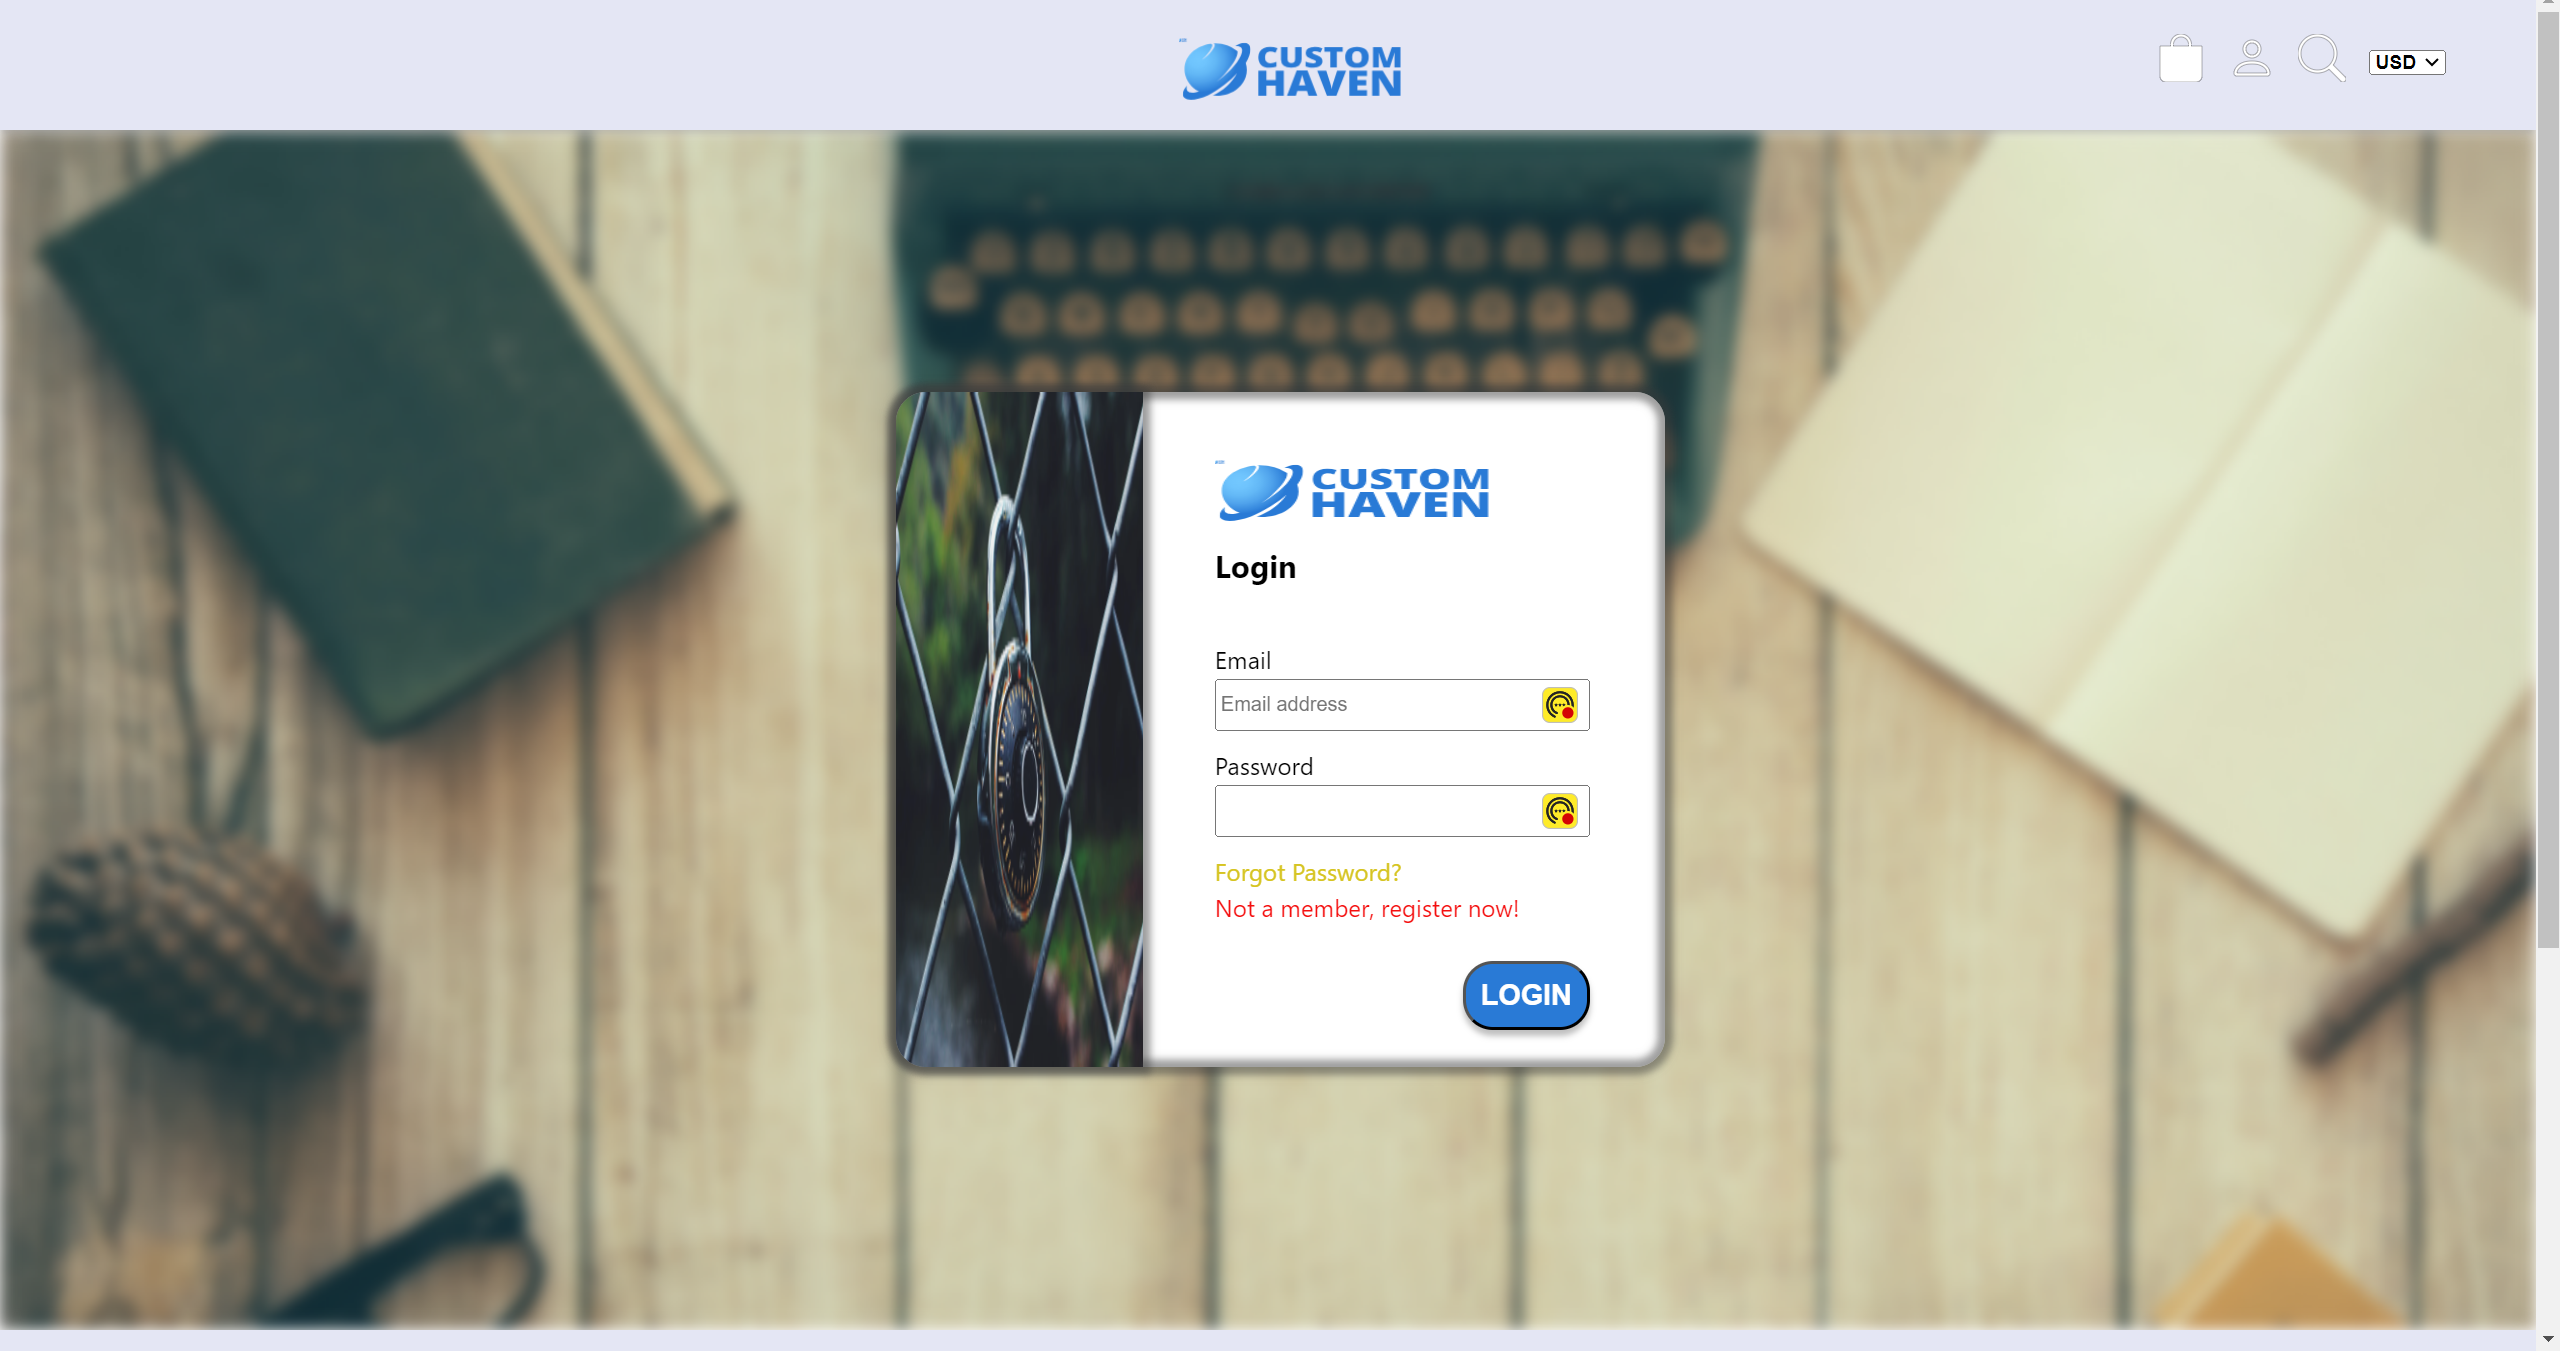 CUSTOM
HAVEN
USD
CUSTOM
HAVEN
Login
Email
Email address
Password
Forgot Password?
Not a member, register now!
LOGIN